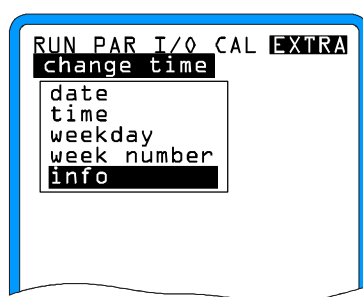 RUN PAR I/O CAL EXTRA
change time
date
time
weekday
week number
info